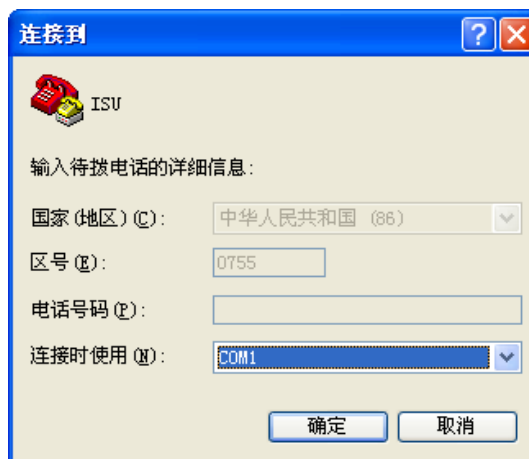 连接到
ISU
输入待拨电话的详细信息:
国家(地区)(C): 中华人民共和国 (86)
区号(E): 0755
电话号码(P):
连接时使用(N): COM1
确定 取消